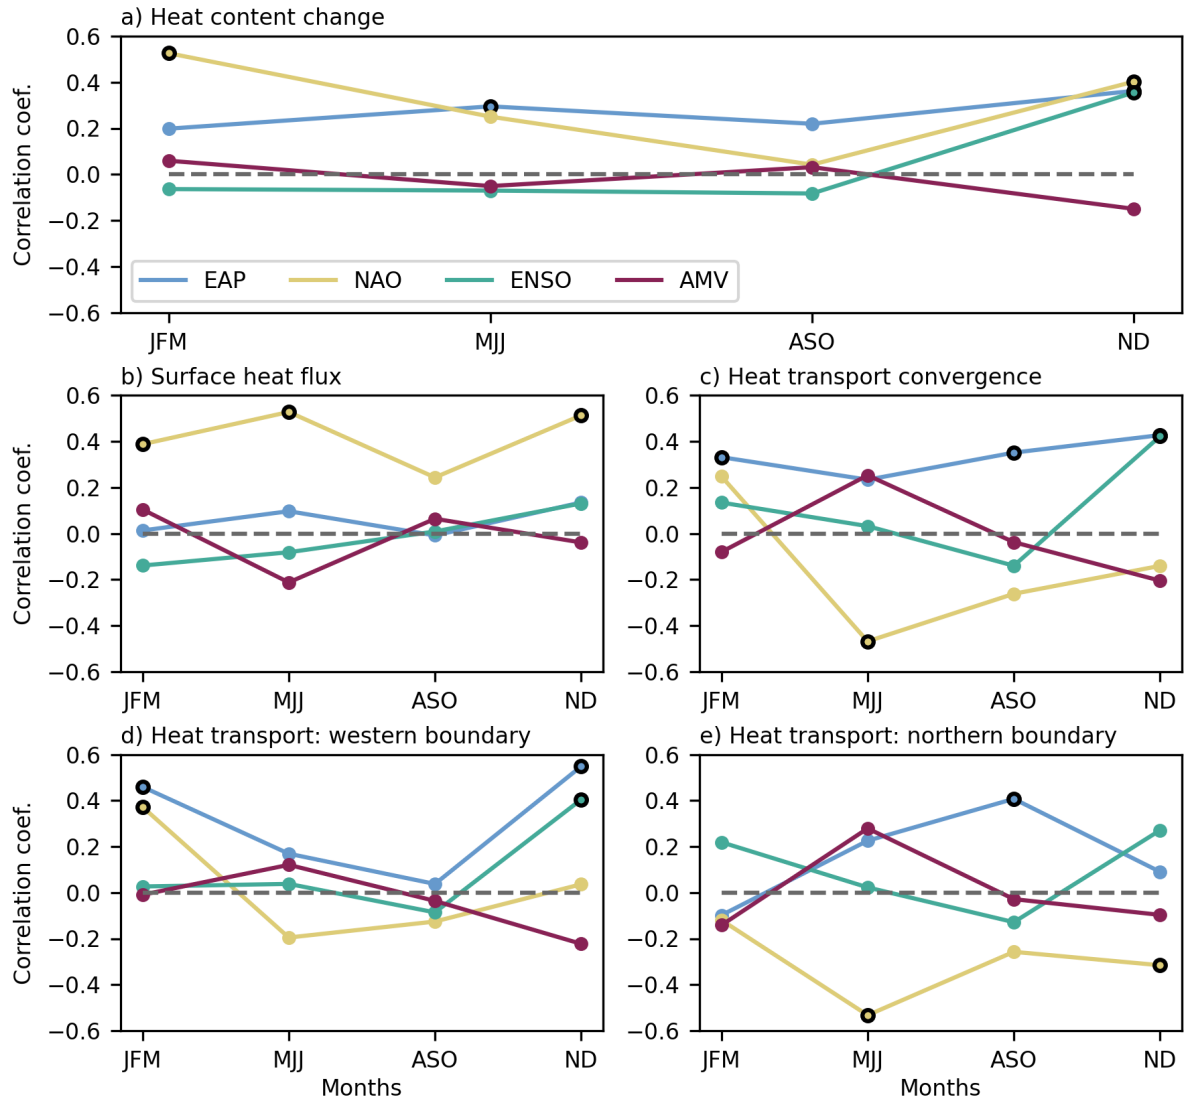 a) Heat content change
Correlation coef.
0.6
0.4
0.2
0.0
−0.2
−0.4
−0.6
EAP NAO ENSO AMV
JFM MJJ ASO ND
b) Surface heat flux
Correlation coef.
0.6
0.4
0.2
0.0
−0.2
−0.4
−0.6
JFM MJJ ASO ND
c) Heat transport convergence
0.6
0.4
0.2
0.0
−0.2
−0.4
−0.6
JFM MJJ ASO ND
d) Heat transport: western boundary
Correlation coef.
0.6
0.4
0.2
0.0
−0.2
−0.4
−0.6
JFM MJJ ASO ND
Months
e) Heat transport: northern boundary
0.6
0.4
0.2
0.0
−0.2
−0.4
−0.6
JFM MJJ ASO ND
Months